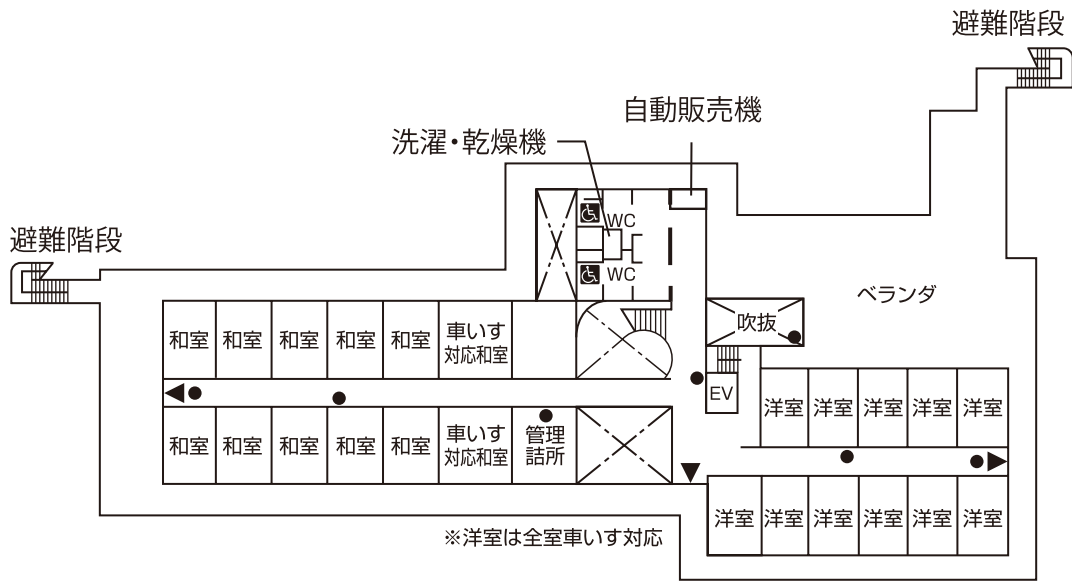 避難階段
自動販売機
洗濯・乾燥機
避難階段
WC
WC
ベランダ
吹抜
和室
和室
和室
和室
和室
車いす
対応和室
EV
洋室
洋室
洋室
洋室
洋室
和室
和室
和室
和室
和室
車いす
対応和室
管理
詰所
洋室
洋室
洋室
洋室
洋室
洋室
※洋室は全室車いす対応